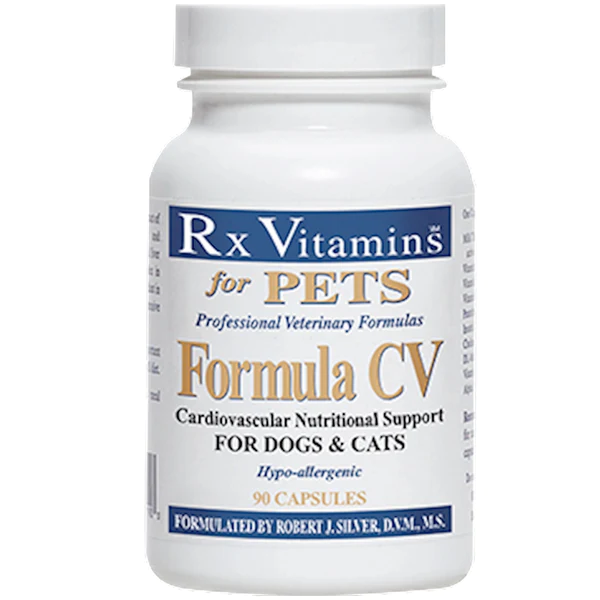 Rx Vitamins
for PETS
Professional Veterinary Formulas
Formula CV
Cardiovascular Nutritional Support
FOR DOGS & CATS
Hypo-allergenic
90 CAPSULES
FORMULATED BY ROBERT J. SILVER, D.V.M., M.S.